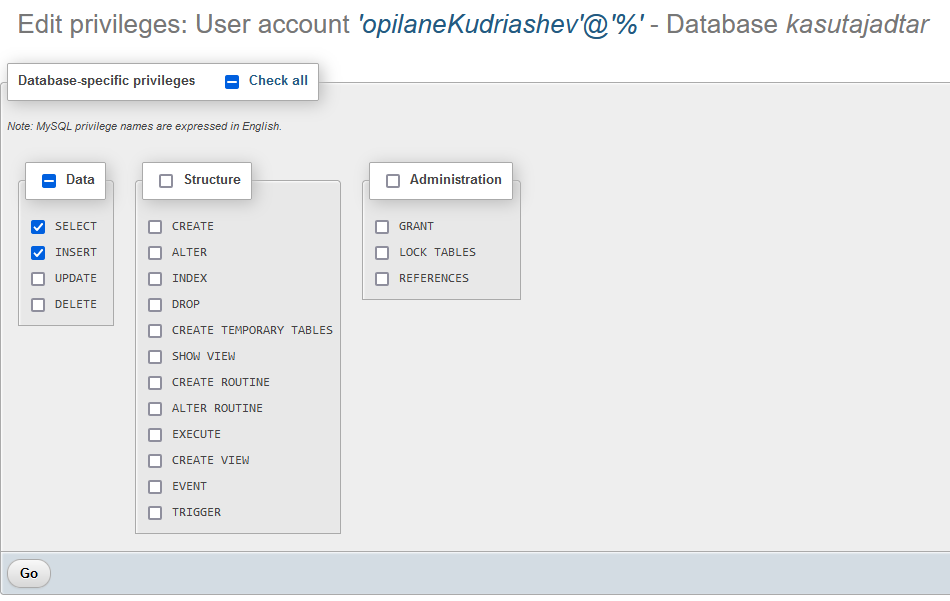 Edit privileges: User account 'opilaneKudriashev'@'%' - Database kasutajadtar
Database-specific privileges Check all
Note: MySQL privilege names are expressed in English.
Data
SELECT
INSERT
UPDATE
DELETE
Structure
CREATE
ALTER
INDEX
DROP
CREATE TEMPORARY TABLES
SHOW VIEW
CREATE ROUTINE
ALTER ROUTINE
EXECUTE
CREATE VIEW
EVENT
TRIGGER
Administration
GRANT
LOCK TABLES
REFERENCES
Go